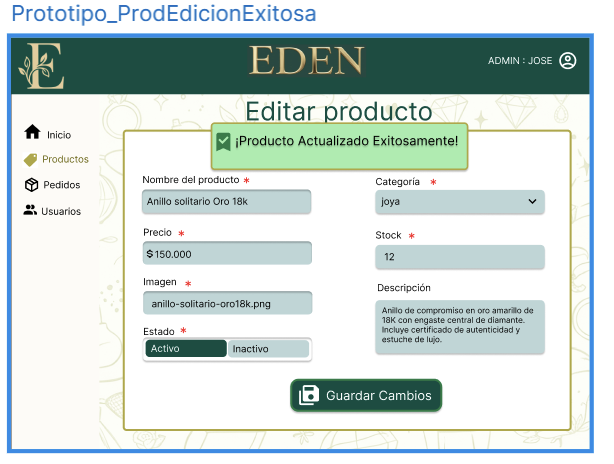 Prototipo_ProdEdicionExitosa
E
EDEN
ADMIN : JOSE
Editar producto
¡Producto Actualizado Exitosamente!
Inicio
Productos
Pedidos
Usuarios
Nombre del producto *
Anillo solitario Oro 18k
Categoría *
joya
Precio *
$150.000
Stock *
12
Imagen *
anillo-solitario-oro18k.png
Descripción
Anillo de compromiso en oro amarillo de
18K con engaste central de diamante.
Incluye certificado de autenticidad y
estuche de lujo.
Estado *
Activo Inactivo
Guardar Cambios